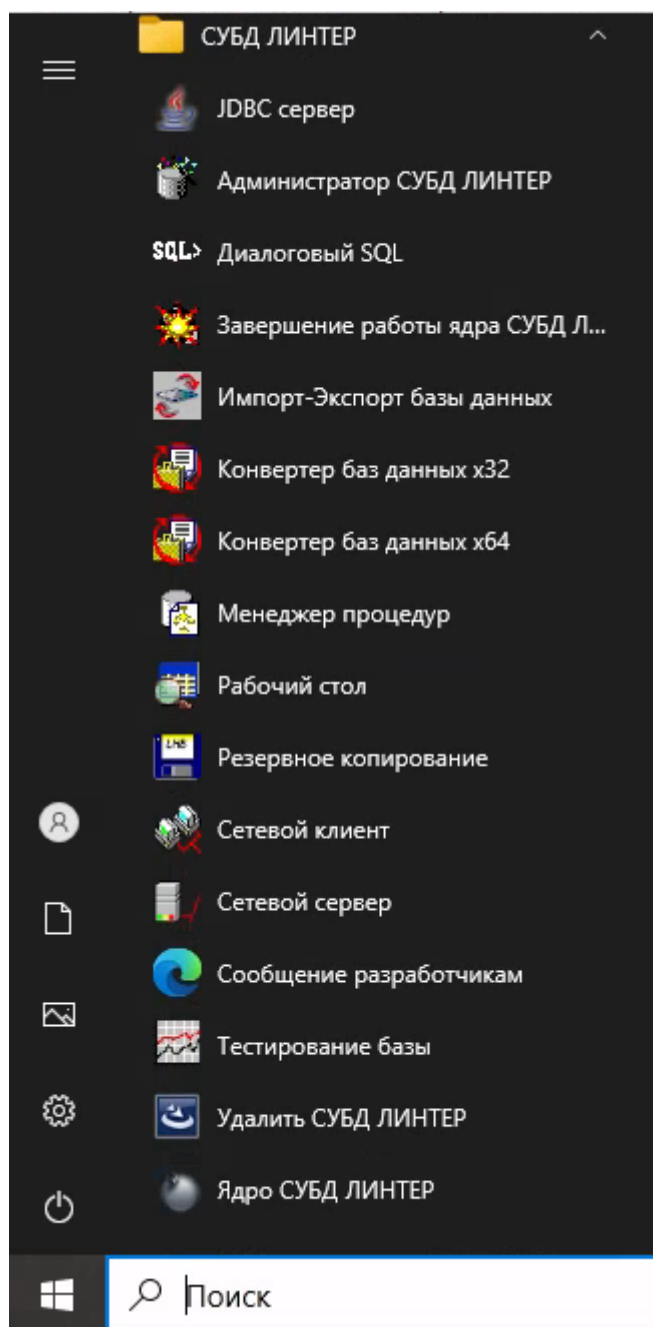 СУБД ЛИНТЕР
JDBC сервер
Администратор СУБД ЛИНТЕР
SQL> Диалоговый SQL
Завершение работы ядра СУБД Л...
Импорт-Экспорт базы данных
Конвертер баз данных x32
Конвертер баз данных x64
Менеджер процедур
Рабочий стол
LHB
Резервное копирование
Сетевой клиент
Сетевой сервер
Сообщение разработчикам
Тестирование базы
Удалить СУБД ЛИНТЕР
Ядро СУБД ЛИНТЕР
Поиск